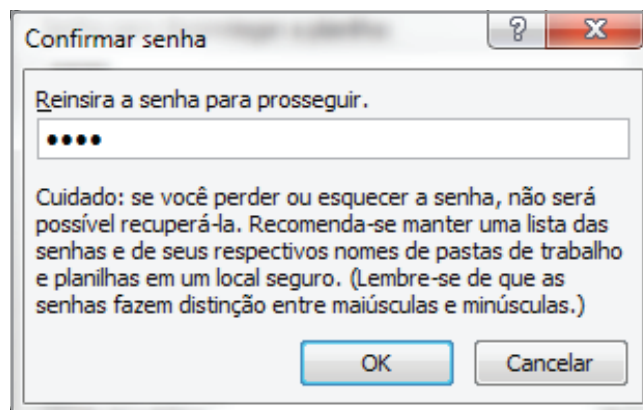 Confirmar senha
Reinsira a senha para prosseguir.
••••
Cuidado: se você perder ou esquecer a senha, não será
possível recuperá-la. Recomenda-se manter uma lista das
senhas e de seus respectivos nomes de pastas de trabalho
e planilhas em um local seguro. (Lembre-se de que as
senhas fazem distinção entre maiúsculas e minúsculas.)
OK Cancelar